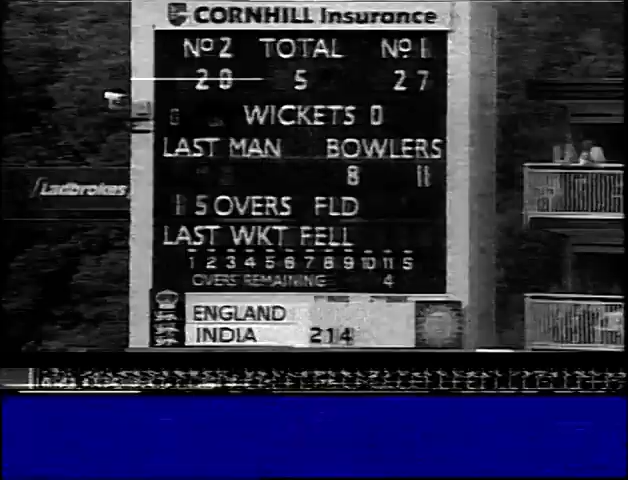 CORNHILL Insurance
Nº2 TOTAL Nº1
20 5 27
WICKETS 0
LAST MAN BOWLERS
8 11
15 OVERS FLD
LAST WKT FELL
1 2 3 4 5 6 7 8 9 10 11 S
OVERS REMAINING 4
ENGLAND
INDIA 214
Ladbrokes